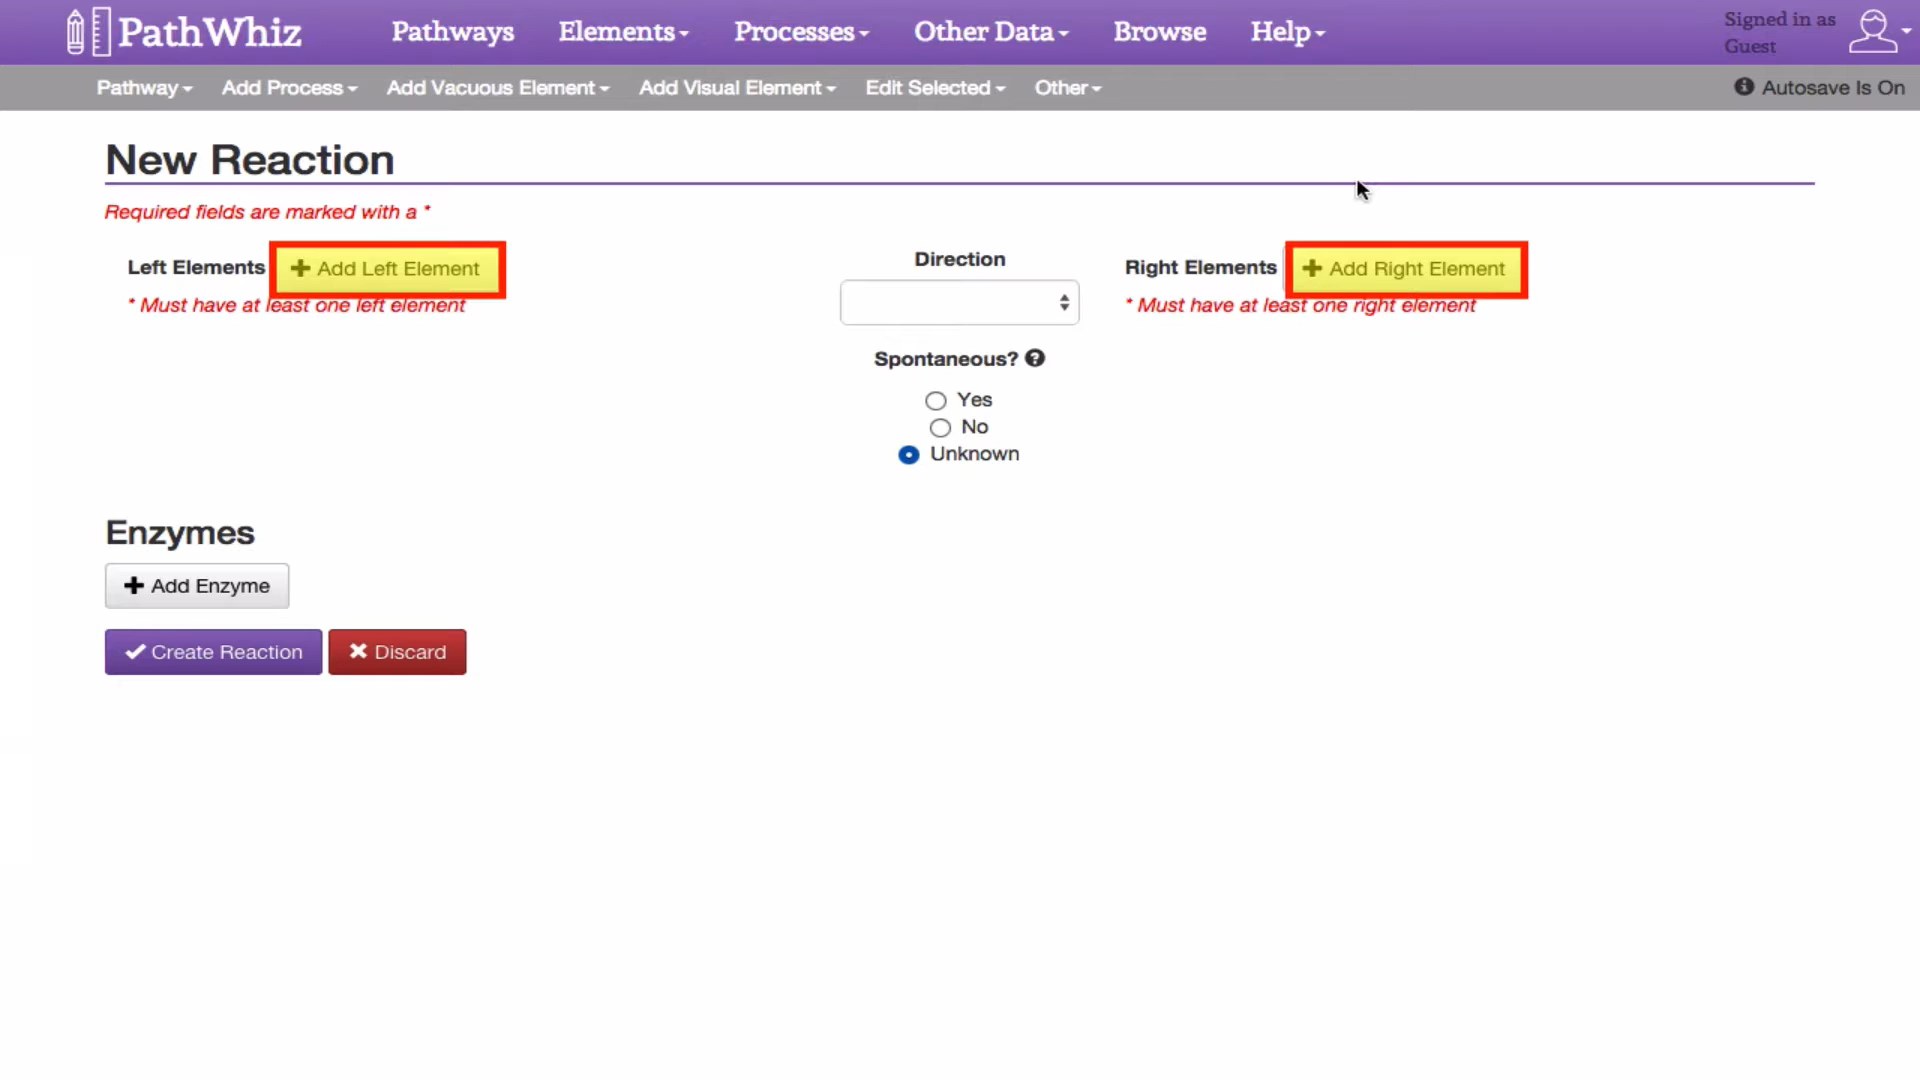 PathWhiz
Pathways Elements Processes Other Data Browse Help
Signed in as
Guest
Pathway Add Process Add Vacuous Element Add Visual Element Edit Selected Other
Autosave Is On
New Reaction
Required fields are marked with a *
Left Elements
Add Left Element
* Must have at least one left element
Direction
Right Elements
Add Right Element
* Must have at least one right element
Spontaneous?
Yes
No
Unknown
Enzymes
Add Enzyme
Create Reaction
Discard